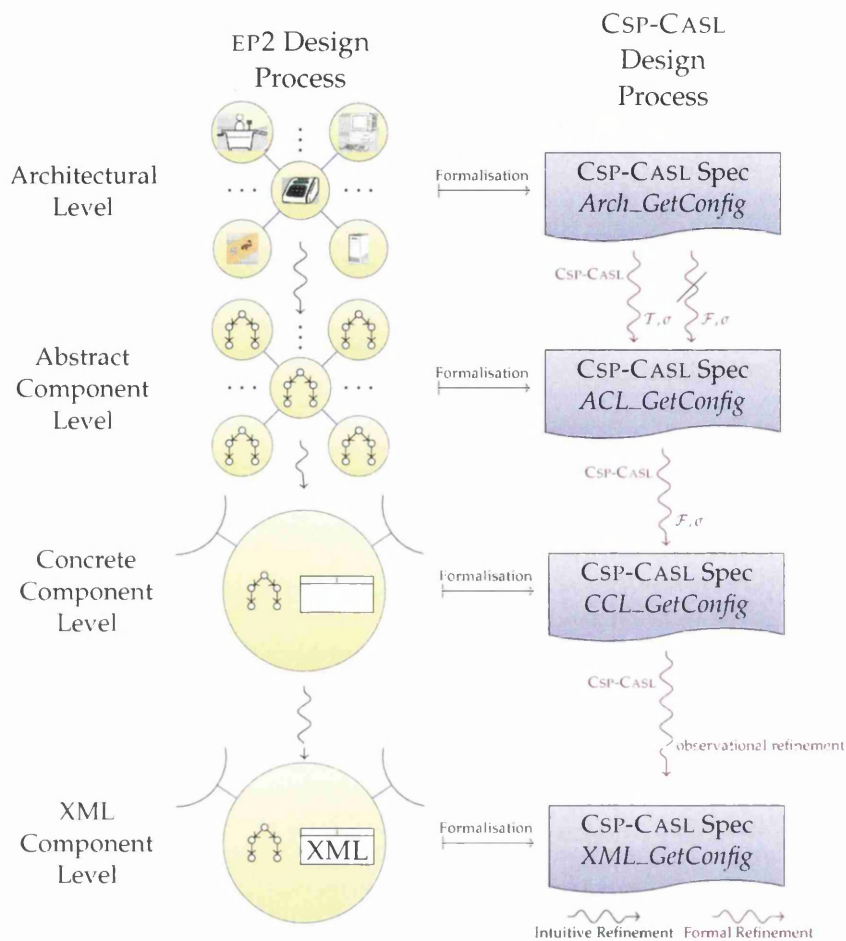 EP2 Design
Process
CSP-CASL
Design
Process
Architectural
Level
Formalisation
CSP-CASL Spec
Arch_GetConfig
CSP-CASL
T,σ
F,σ
Abstract
Component
Level
Formalisation
CSP-CASL Spec
ACL_GetConfig
CSP-CASL
F,σ
Concrete
Component
Level
Formalisation
CSP-CASL Spec
CCL_GetConfig
CSP-CASL
observational refinement
XML
Component
Level
XML
Formalisation
CSP-CASL Spec
XML_GetConfig
Intuitive Refinement
Formal Refinement